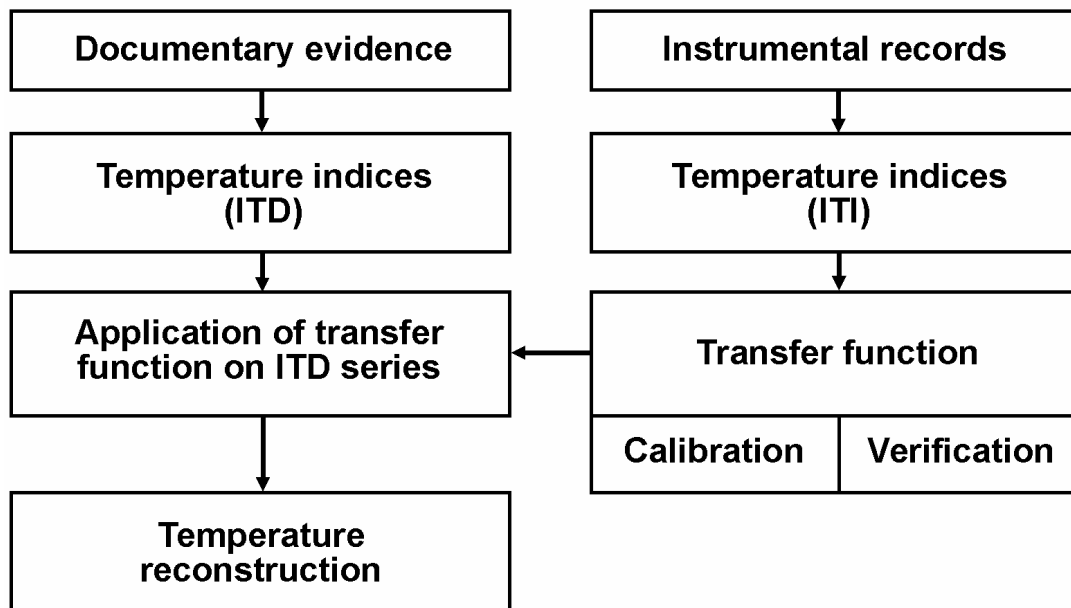 Documentary evidence
Instrumental records
Temperature indices
(ITD)
Temperature indices
(ITI)
Application of transfer
function on ITD series
Transfer function
Calibration
Verification
Temperature
reconstruction